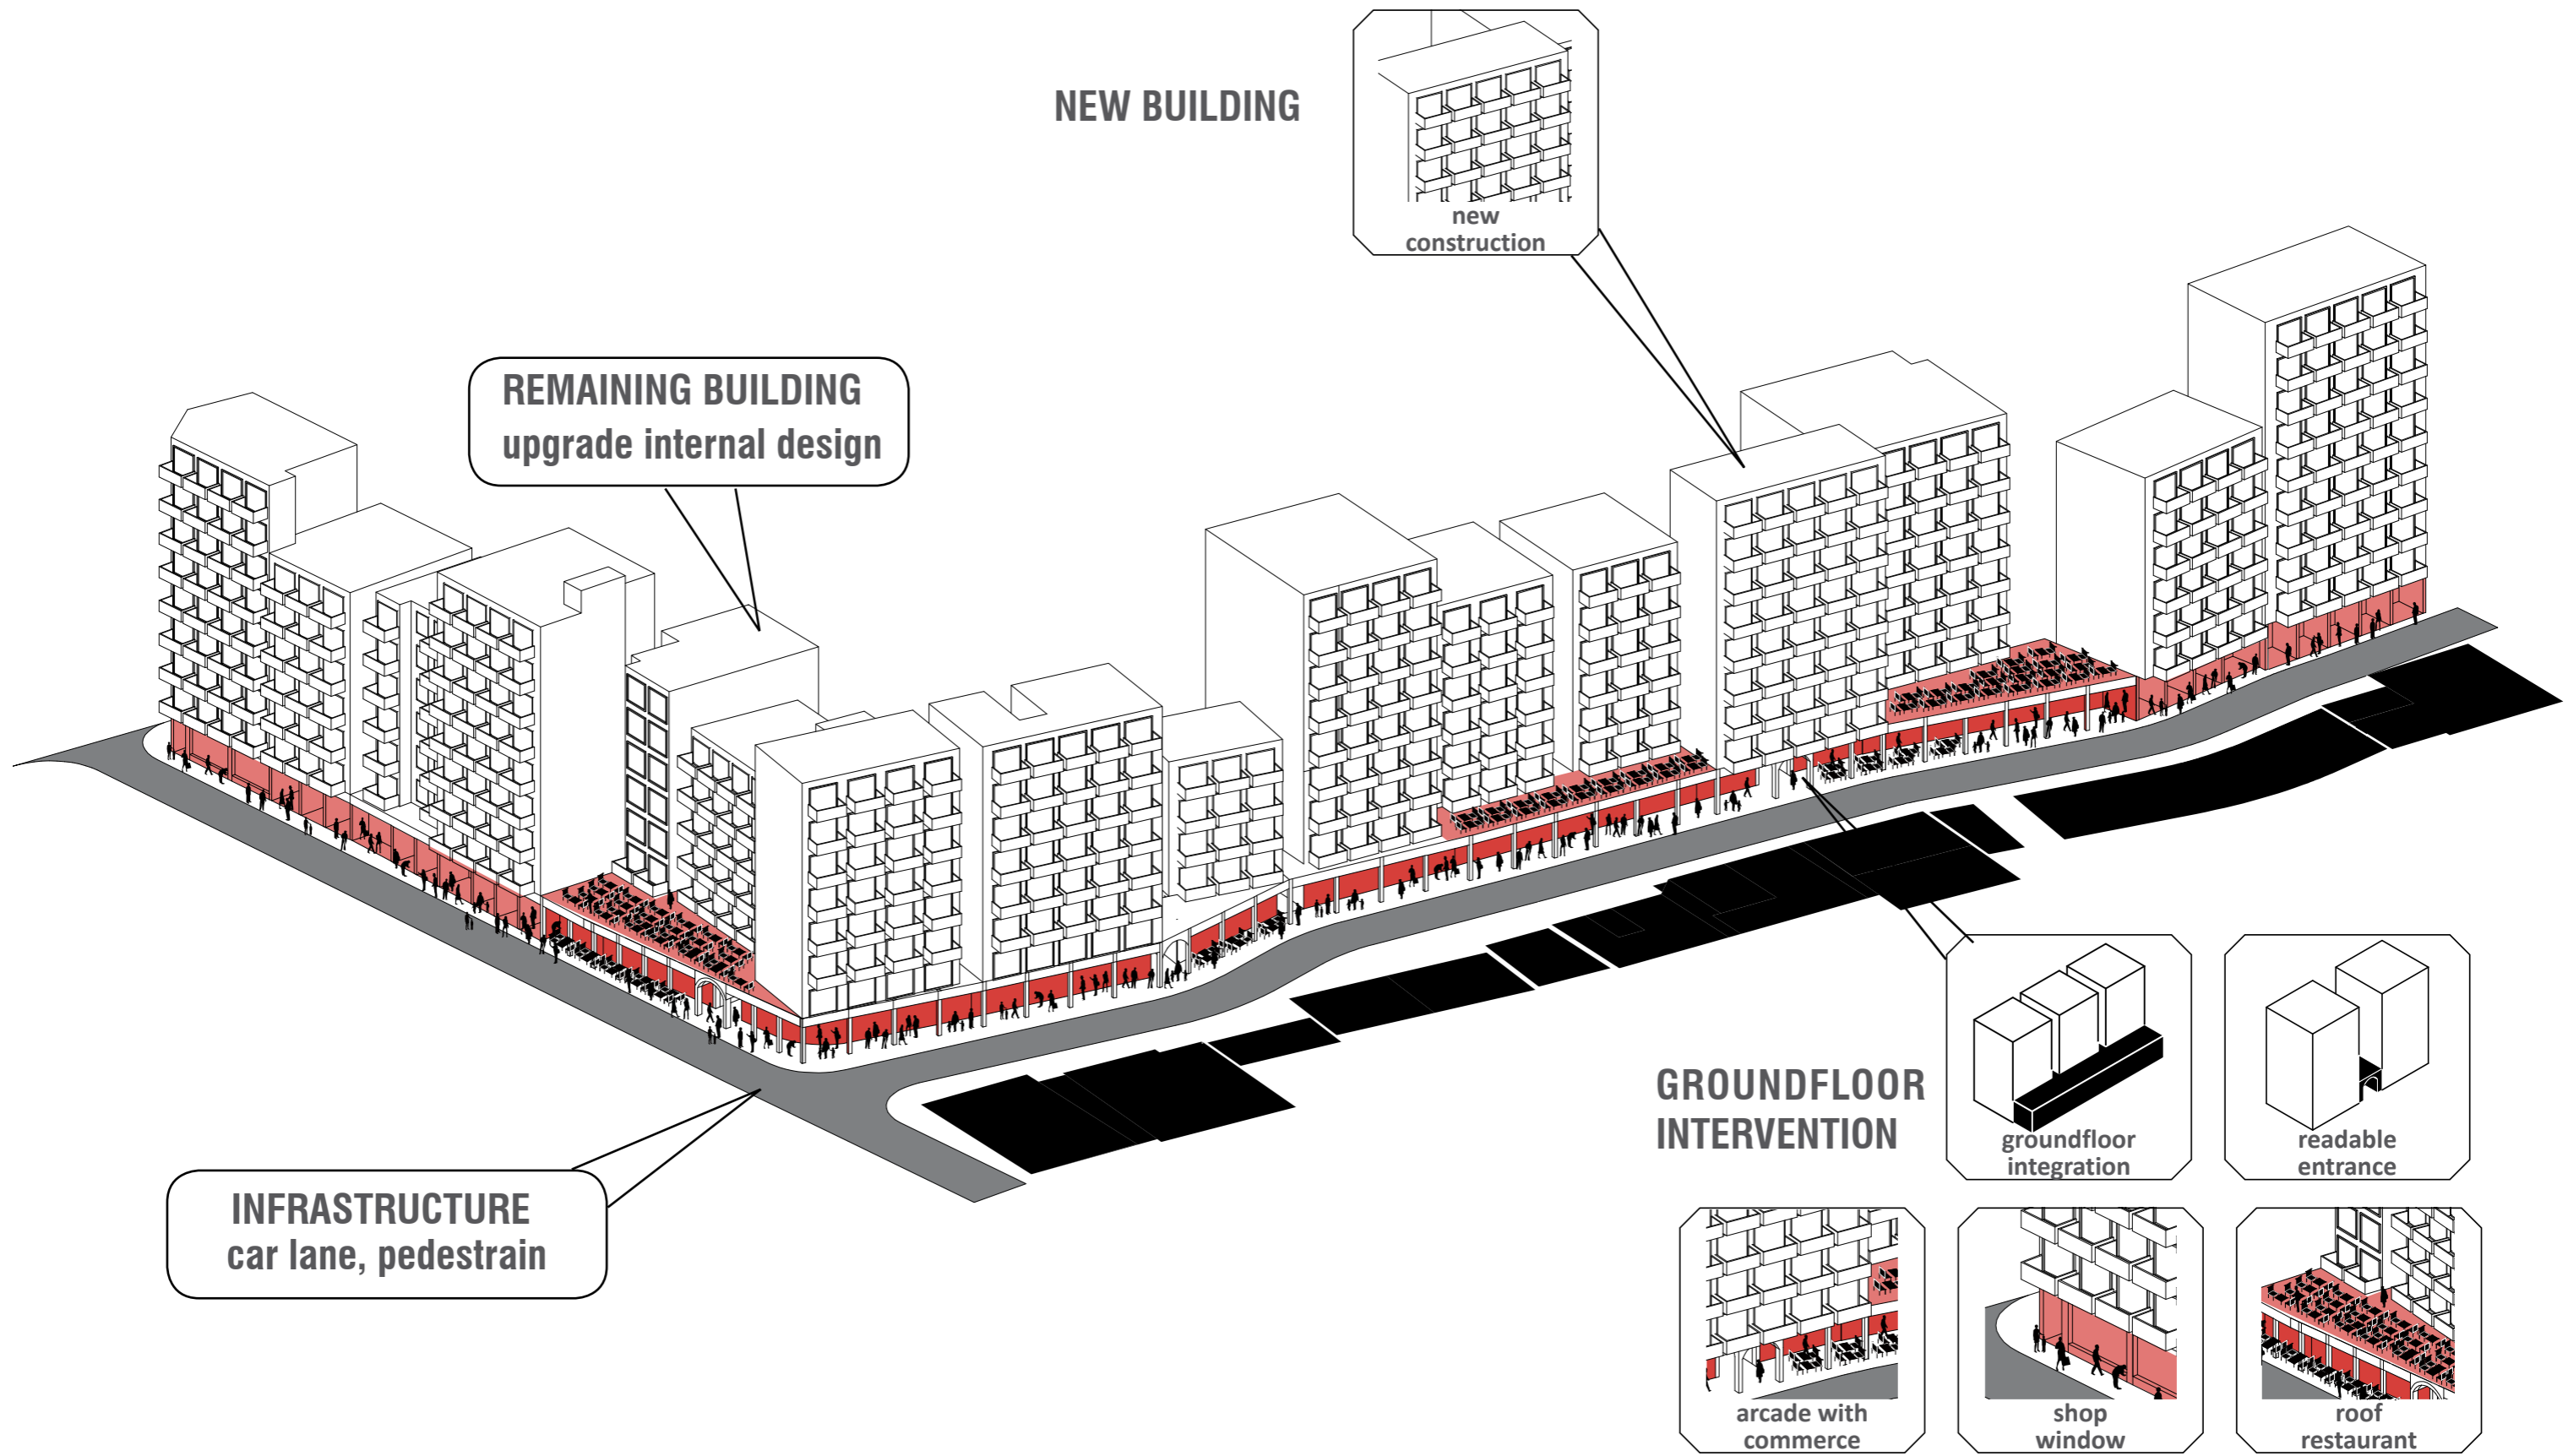 NEW BUILDING
new
construction
REMAINING BUILDING
upgrade internal design
INFRASTRUCTURE
car lane, pedestrain
GROUNDFLOOR
INTERVENTION
groundfloor
integration
readable
entrance
arcade with
commerce
shop
window
roof
restaurant